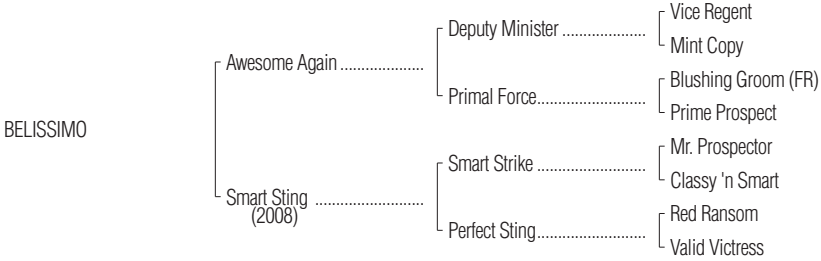 Vice Regent
Deputy Minister ....................
Mint Copy
Awesome Again ....................
Blushing Groom (FR)
Primal Force..........................
Prime Prospect
BELISSIMO
Mr. Prospector
Smart Strike ..........................
Classy 'n Smart
Smart Sting ..........................
(2008)
Red Ransom
Perfect Sting..........................
Valid Victress